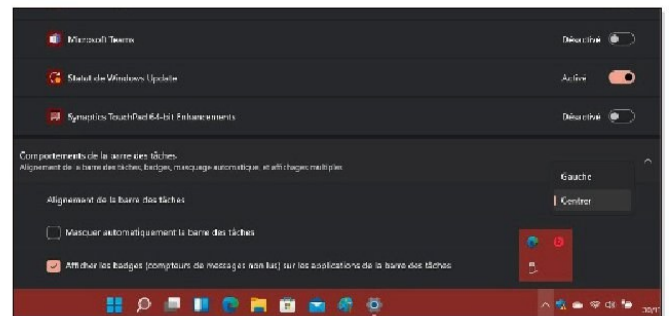 Microsoft Teams
Désactivé
Statut de Windows Update
Activé
Synaptics TouchPad 64-bit Enhancements
Désactivé
Comportements de la barre des tâches
Alignement de la barre des tâches, badges, masquage automatique, et affichages multiples
Gauche
Alignement de la barre des tâches
Centrer
Masquer automatiquement la barre des tâches
Afficher les badges (compteurs de messages non lus) sur les applications de la barre des tâches